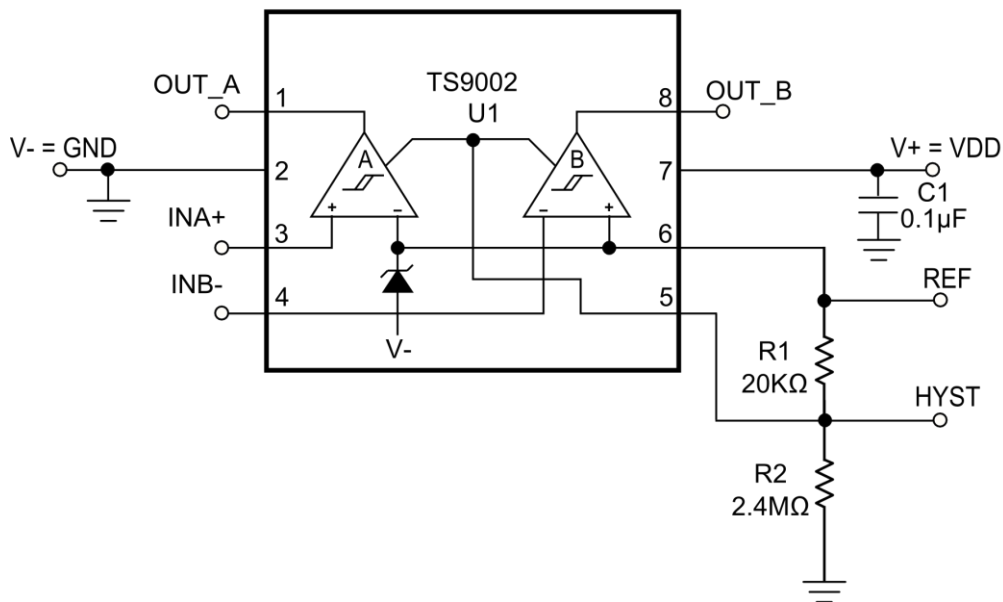 TS9002
U1
OUT_A
1
8
OUT_B
V- = GND
2
A
B
7
V+ = VDD
C1
0.1µF
+
-
-
+
INA+
3
6
INB-
4
5
REF
V-
R1
20KΩ
HYST
R2
2.4MΩ